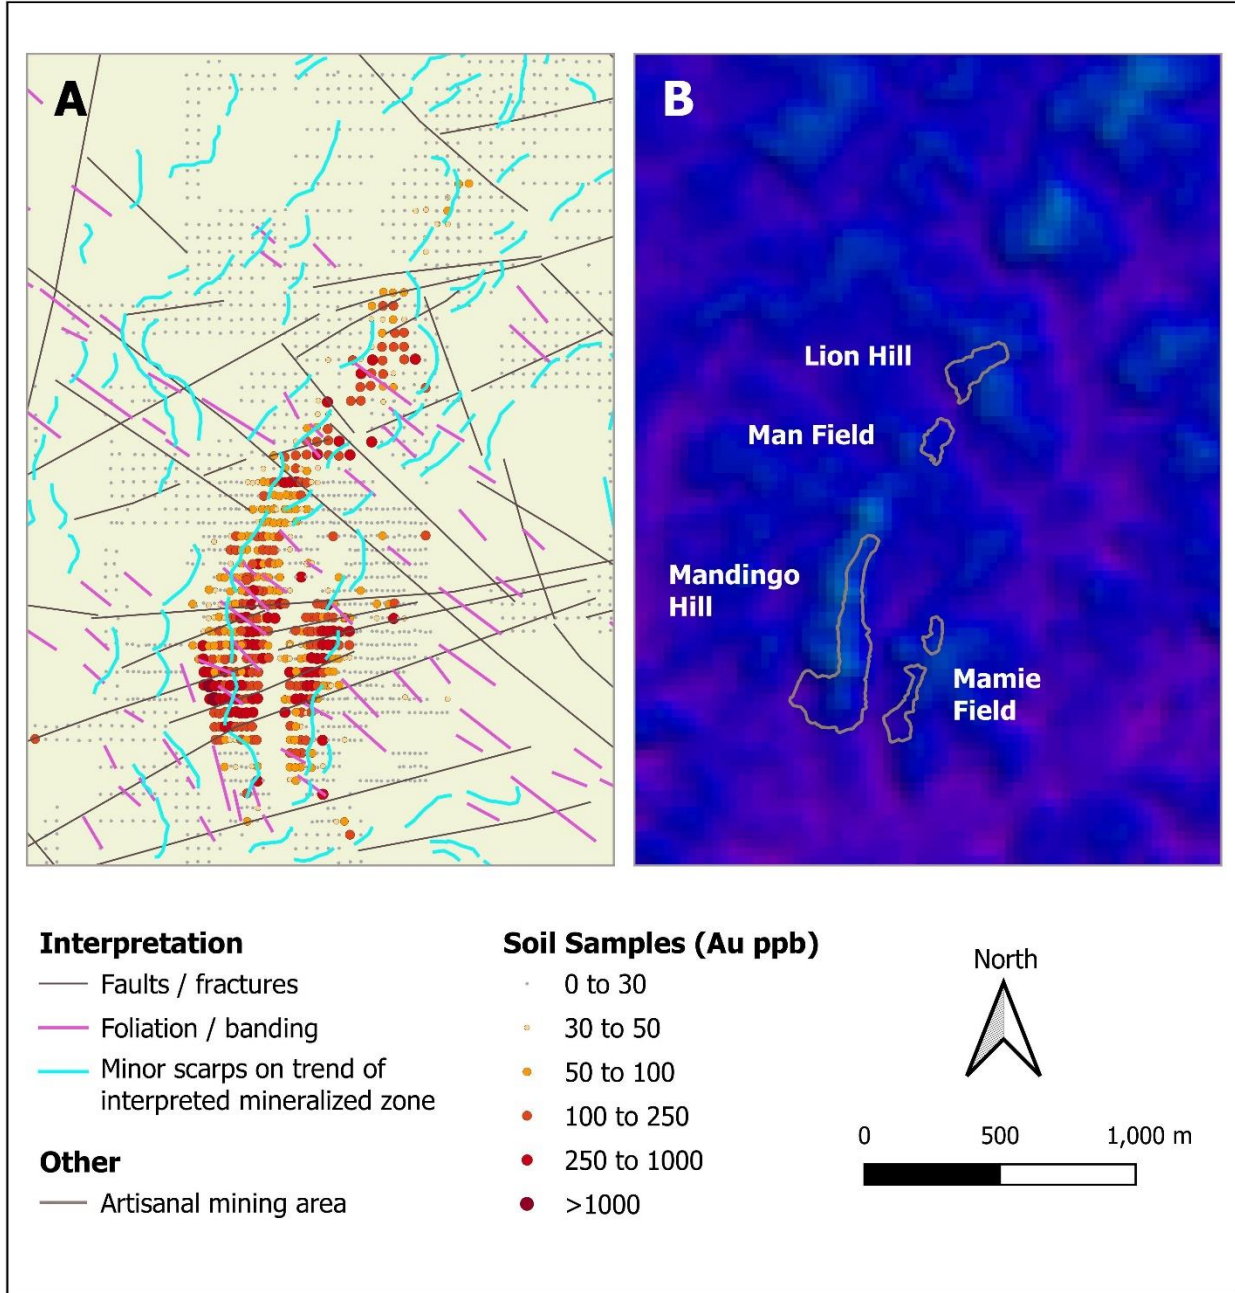 A
B
Lion Hill
Man Field
Mandingo
Hill
Mamie
Field
Interpretation
Faults / fractures
Foliation / banding
Minor scarps on trend of
interpreted mineralized zone
Other
Artisanal mining area
Soil Samples (Au ppb)
0 to 30
30 to 50
50 to 100
100 to 250
250 to 1000
>1000
North
0 500 1,000 m